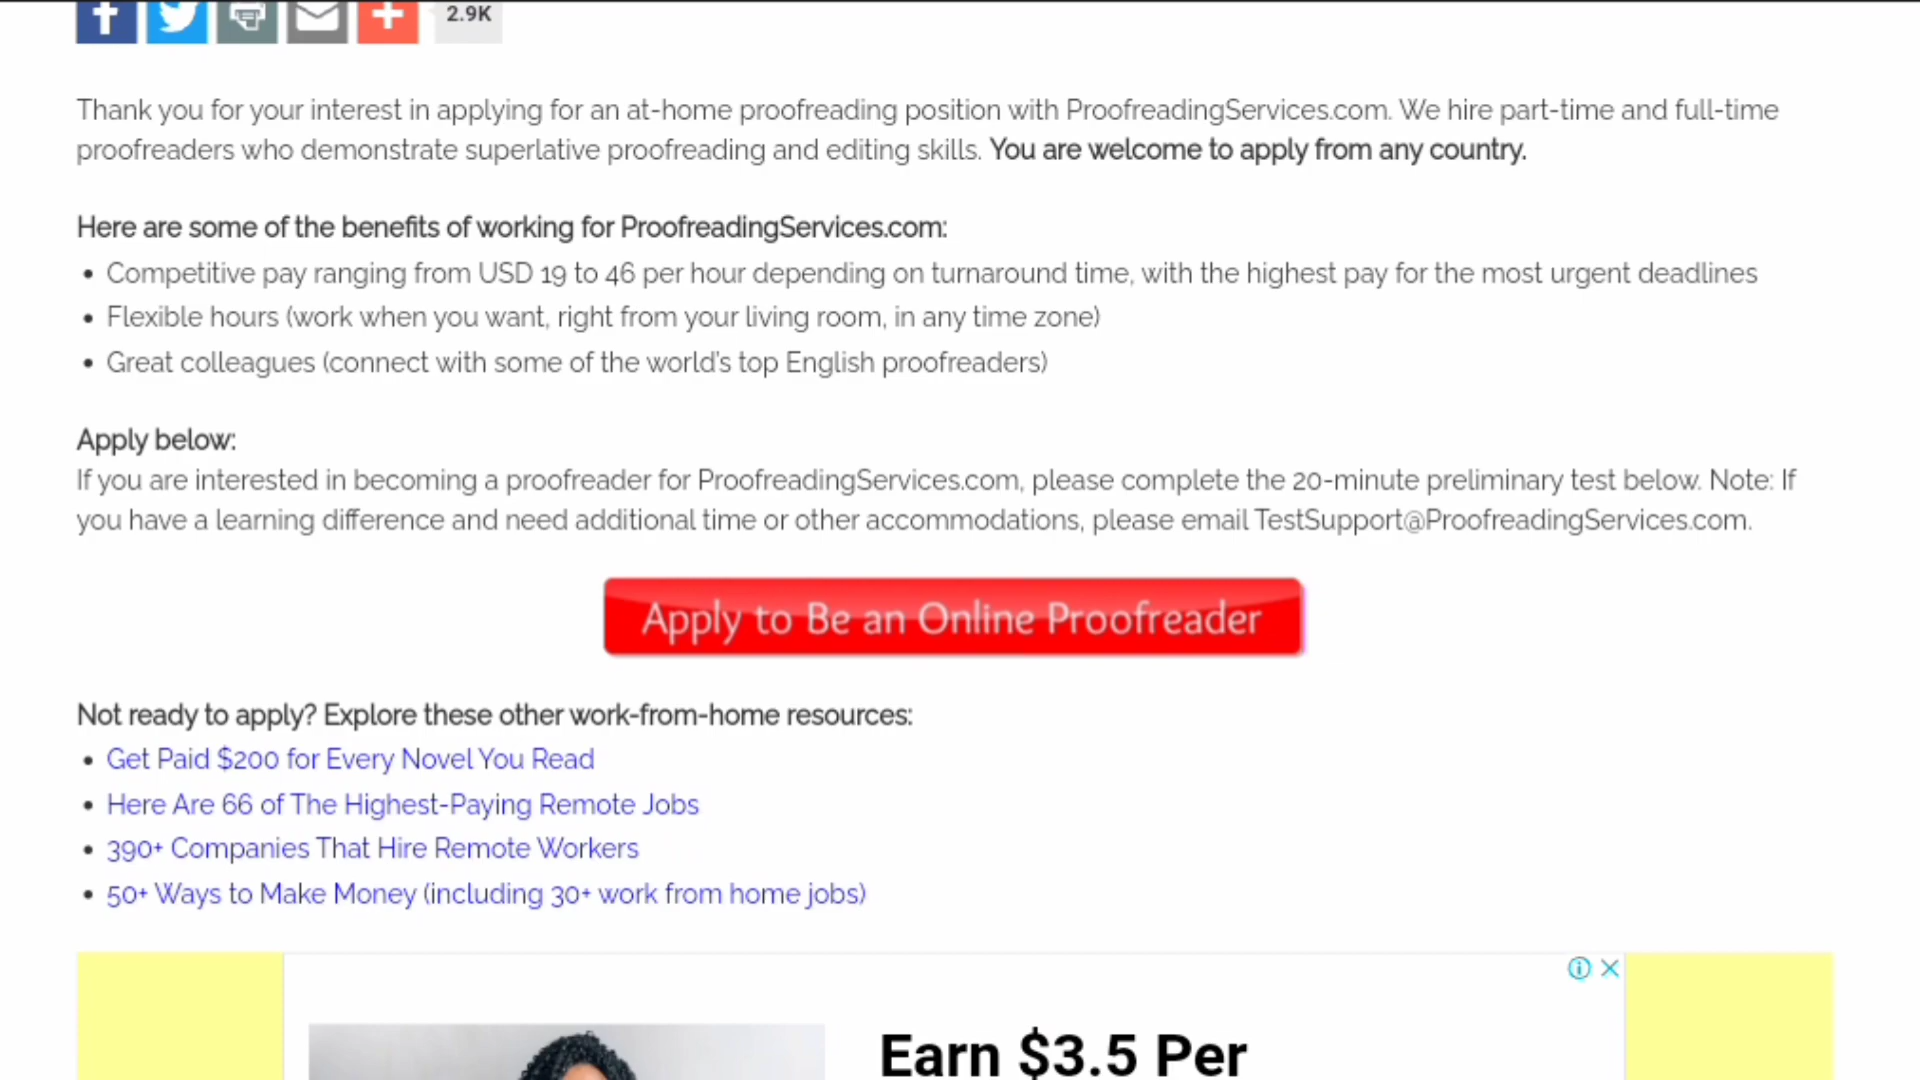 2.9K
Thank you for your interest in applying for an at-home proofreading position with ProofreadingServices.com. We hire part-time and full-time
proofreaders who demonstrate superlative proofreading and editing skills. You are welcome to apply from any country.
Here are some of the benefits of working for ProofreadingServices.com:
• Competitive pay ranging from USD 19 to 46 per hour depending on turnaround time, with the highest pay for the most urgent deadlines
• Flexible hours (work when you want, right from your living room, in any time zone)
• Great colleagues (connect with some of the world's top English proofreaders)
Apply below:
If you are interested in becoming a proofreader for ProofreadingServices.com, please complete the 20-minute preliminary test below. Note: If
you have a learning difference and need additional time or other accommodations, please email TestSupport@ProofreadingServices.com.
Apply to Be an Online Proofreader
Not ready to apply? Explore these other work-from-home resources:
• Get Paid $200 for Every Novel You Read
• Here Are 66 of The Highest-Paying Remote Jobs
• 390+ Companies That Hire Remote Workers
• 50+ Ways to Make Money (including 30+ work from home jobs)
Earn $3.5 Per